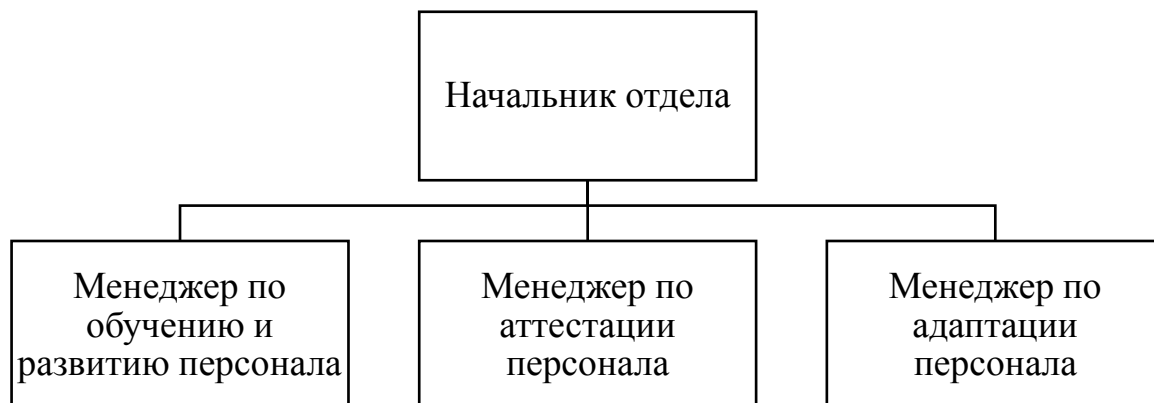 Начальник отдела
Менеджер по
обучению и
развитию персонала
Менеджер по
аттестации
персонала
Менеджер по
адаптации
персонала